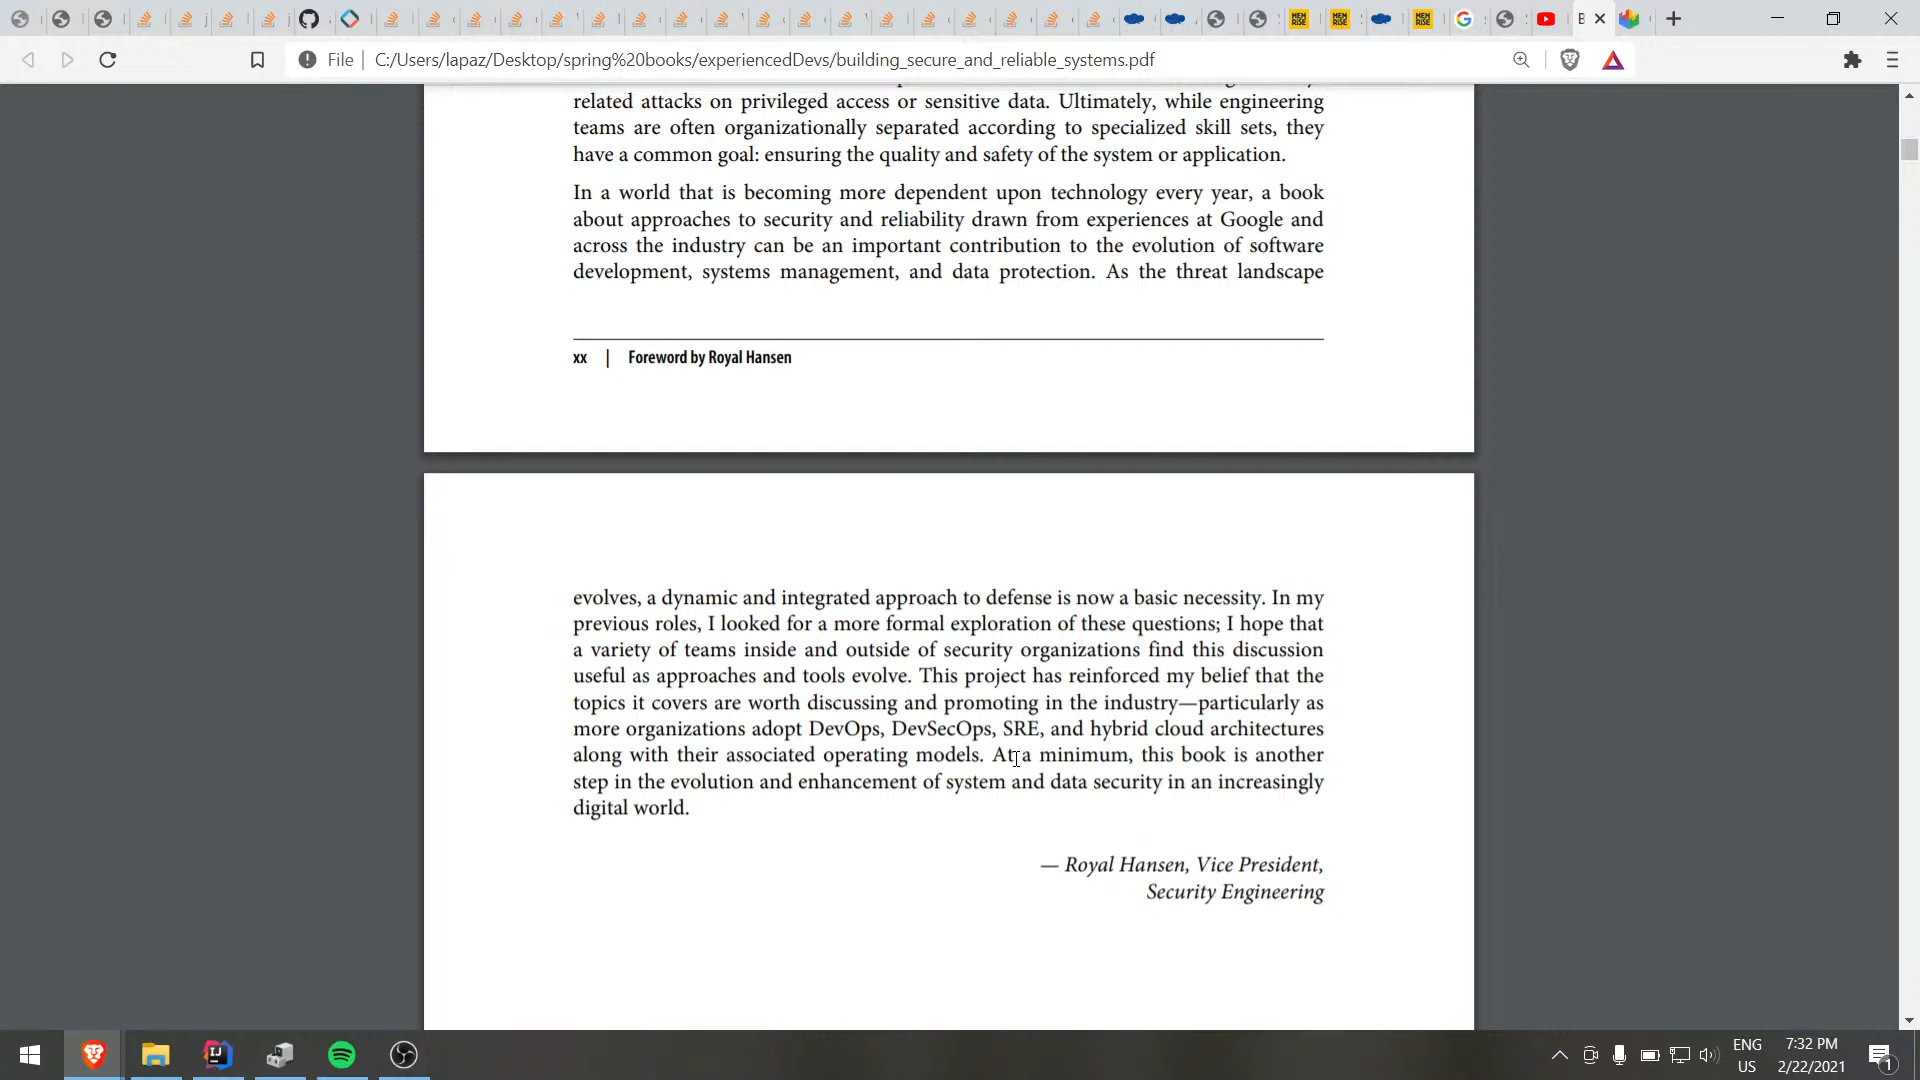 File
C:/Users/lapaz/Desktop/spring%20books/experiencedDevs/building_secure_and_reliable_systems.pdf
related attacks on privileged access or sensitive data. Ultimately, while engineering
teams are often organizationally separated according to specialized skill sets, they
have a common goal: ensuring the quality and safety of the system or application.
In a world that is becoming more dependent upon technology every year, a book
about approaches to security and reliability drawn from experiences at Google and
across the industry can be an important contribution to the evolution of software
development, systems management, and data protection. As the threat landscape
xx | Foreword by Royal Hansen
evolves, a dynamic and integrated approach to defense is now a basic necessity. In my
previous roles, I looked for a more formal exploration of these questions; I hope that
a variety of teams inside and outside of security organizations find this discussion
useful as approaches and tools evolve. This project has reinforced my belief that the
topics it covers are worth discussing and promoting in the industry—particularly as
more organizations adopt DevOps, DevSecOps, SRE, and hybrid cloud architectures
along with their associated operating models. At a minimum, this book is another
step in the evolution and enhancement of system and data security in an increasingly
digital world.
— Royal Hansen, Vice President,
Security Engineering
ENG
US
7:32 PM
2/22/2021
1